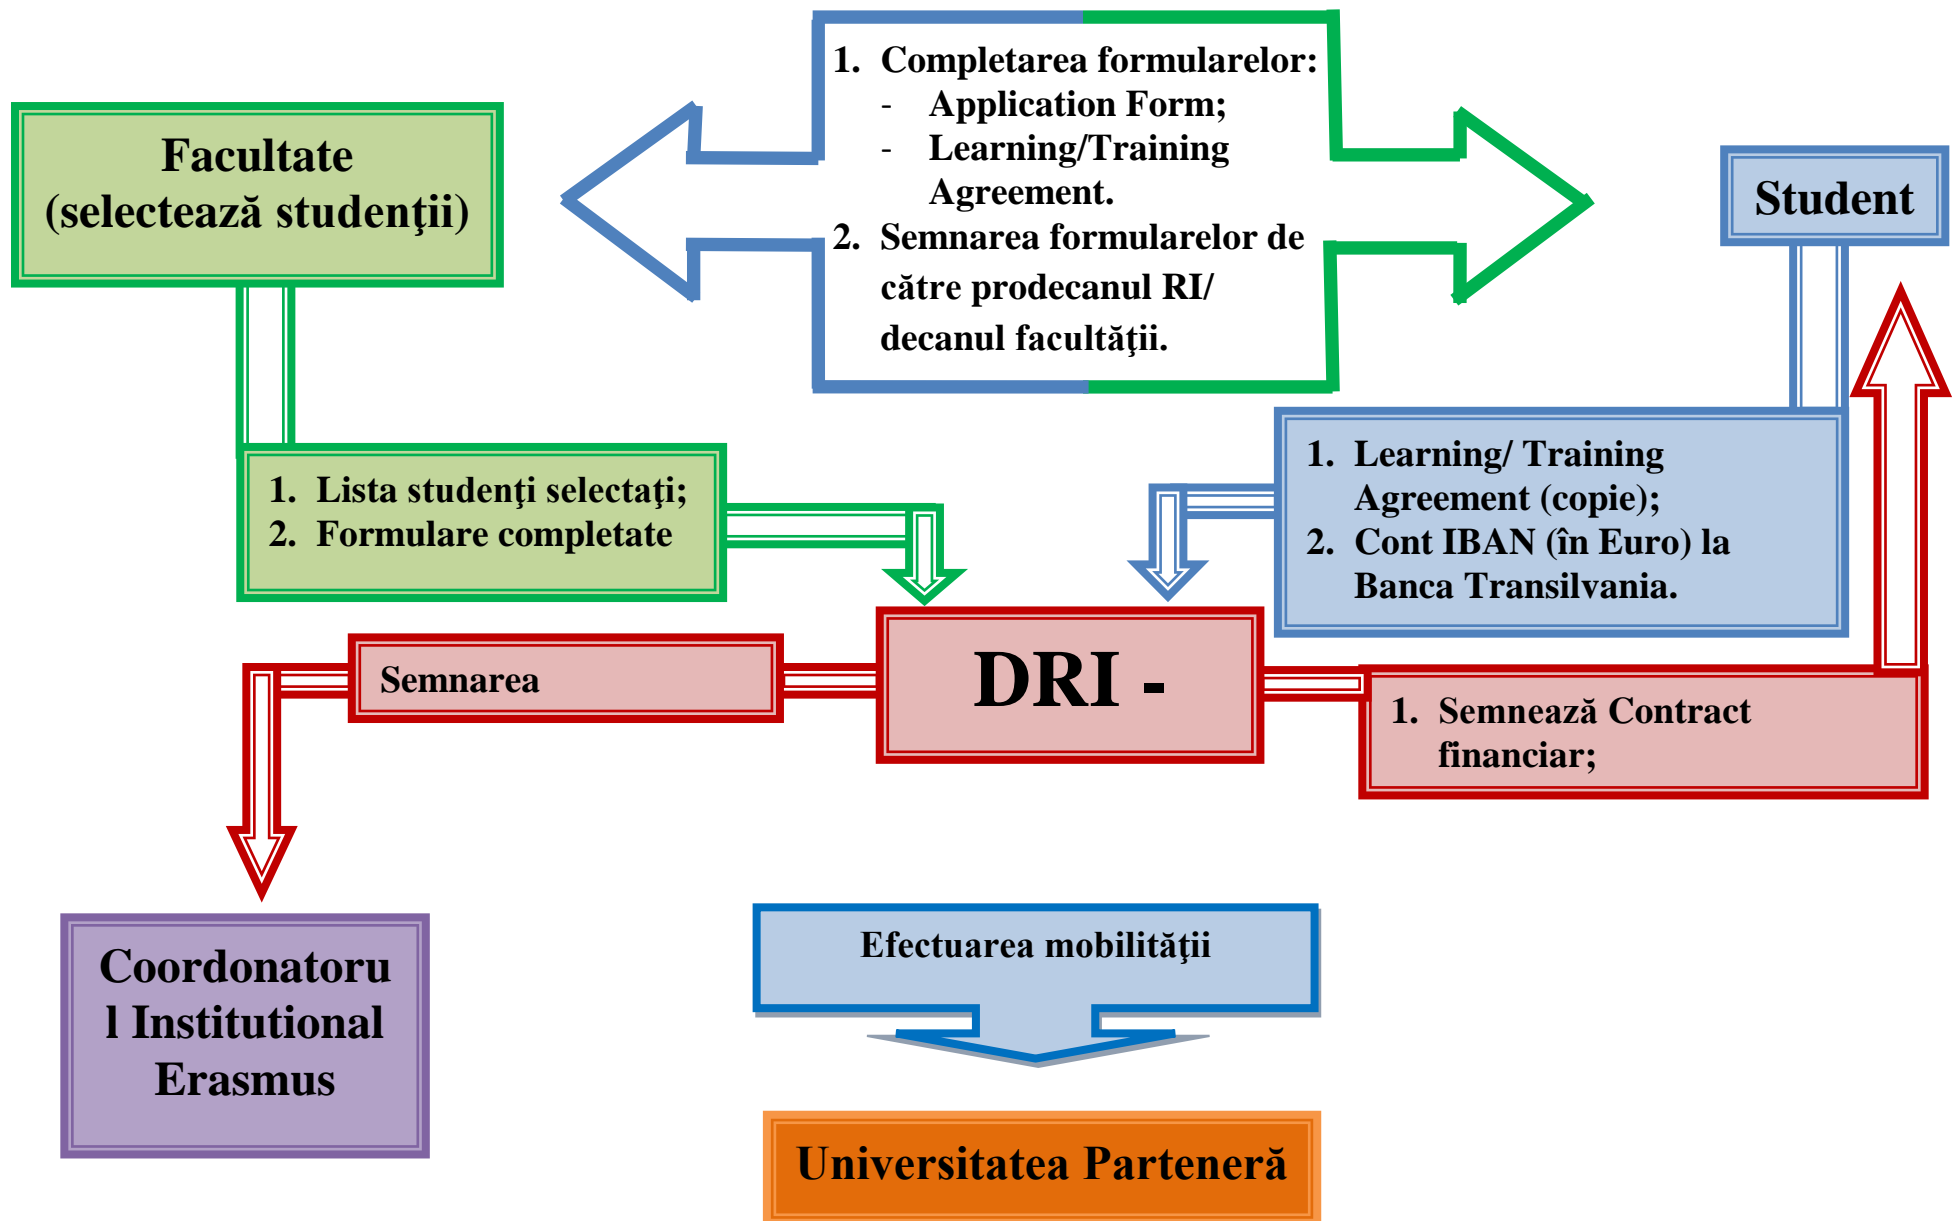 1. Completarea formularelor:
- Application Form;
- Learning/Training
Agreement.
2. Semnarea formularelor de
către prodecanul RI/
decanul facultăţii.
Facultate
(selectează studenţii)
Student
1. Lista studenţi selectaţi;
2. Formulare completate
1. Learning/ Training
Agreement (copie);
2. Cont IBAN (în Euro) la
Banca Transilvania.
Semnarea
DRI -
1. Semnează Contract
financiar;
Coordonatoru
l Institutional
Erasmus
Efectuarea mobilităţii
Universitatea Parteneră